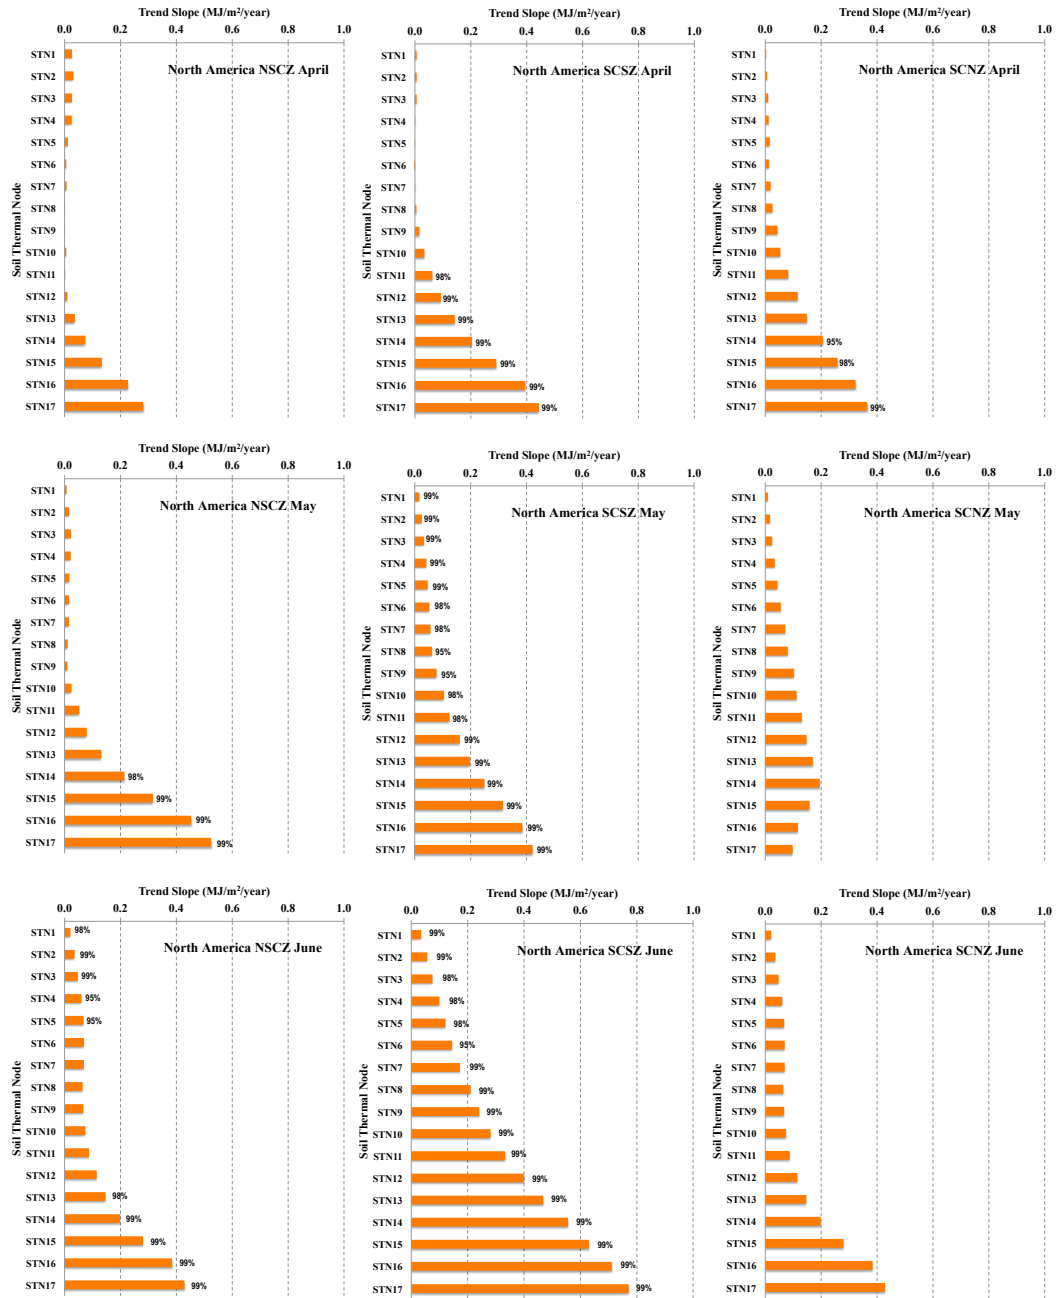 Trend Slope (MJ/m²/year)
0.0 0.2 0.4 0.6 0.8 1.0
North America NSCZ April
Soil Thermal Node
STN1
STN2
STN3
STN4
STN5
STN6
STN7
STN8
STN9
STN10
STN11
STN12
STN13
STN14
STN15
STN16
STN17
Trend Slope (MJ/m²/year)
0.0 0.2 0.4 0.6 0.8 1.0
North America SCSZ April
Soil Thermal Node
STN1
STN2
STN3
STN4
STN5
STN6
STN7
STN8
STN9
STN10
STN11 98%
STN12 99%
STN13 99%
STN14 99%
STN15 99%
STN16 99%
STN17 99%
Trend Slope (MJ/m²/year)
0.0 0.2 0.4 0.6 0.8 1.0
North America SCNZ April
Soil Thermal Node
STN1
STN2
STN3
STN4
STN5
STN6
STN7
STN8
STN9
STN10
STN11
STN12
STN13
STN14 95%
STN15 98%
STN16
STN17 99%
Trend Slope (MJ/m²/year)
0.0 0.2 0.4 0.6 0.8 1.0
North America NSCZ May
Soil Thermal Node
STN1
STN2
STN3
STN4
STN5
STN6
STN7
STN8
STN9
STN10
STN11
STN12
STN13
STN14 98%
STN15 99%
STN16 99%
STN17 99%
Trend Slope (MJ/m²/year)
0.0 0.2 0.4 0.6 0.8 1.0
North America SCSZ May
Soil Thermal Node
STN1 99%
STN2 99%
STN3 99%
STN4 99%
STN5 99%
STN6 98%
STN7 98%
STN8 95%
STN9 95%
STN10 98%
STN11 98%
STN12 99%
STN13 99%
STN14 99%
STN15 99%
STN16 99%
STN17 99%
Trend Slope (MJ/m²/year)
0.0 0.2 0.4 0.6 0.8 1.0
North America SCNZ May
Soil Thermal Node
STN1
STN2
STN3
STN4
STN5
STN6
STN7
STN8
STN9
STN10
STN11
STN12
STN13
STN14
STN15
STN16
STN17
Trend Slope (MJ/m²/year)
0.0 0.2 0.4 0.6 0.8 1.0
North America NSCZ June
Soil Thermal Node
STN1 98%
STN2 99%
STN3 99%
STN4 95%
STN5 95%
STN6
STN7
STN8
STN9
STN10
STN11
STN12
STN13 98%
STN14 99%
STN15 99%
STN16 99%
STN17 99%
Trend Slope (MJ/m²/year)
0.0 0.2 0.4 0.6 0.8 1.0
North America SCSZ June
Soil Thermal Node
STN1 99%
STN2 99%
STN3 98%
STN4 98%
STN5 98%
STN6 95%
STN7 99%
STN8 99%
STN9 99%
STN10 99%
STN11 99%
STN12 99%
STN13 99%
STN14 99%
STN15 99%
STN16 99%
STN17 99%
Trend Slope (MJ/m²/year)
0.0 0.2 0.4 0.6 0.8 1.0
North America SCNZ June
Soil Thermal Node
STN1
STN2
STN3
STN4
STN5
STN6
STN7
STN8
STN9
STN10
STN11
STN12
STN13
STN14
STN15
STN16
STN17